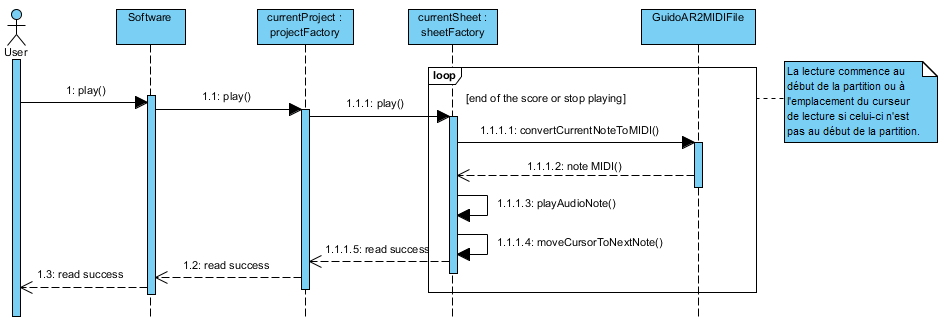 User
Software
currentProject :
projectFactory
currentSheet :
sheetFactory
GuidoAR2MIDIFile
loop
[end of the score or stop playing]
La lecture commence au
début de la partition ou à
l'emplacement du curseur
de lecture si celui-ci n'est
pas au début de la partition.
1: play()
1.1: play()
1.1.1: play()
1.1.1.1: convertCurrentNoteToMIDI()
1.1.1.2: note MIDI()
1.1.1.3: playAudioNote()
1.1.1.4: moveCursorToNextNote()
1.1.1.5: read success
1.2: read success
1.3: read success